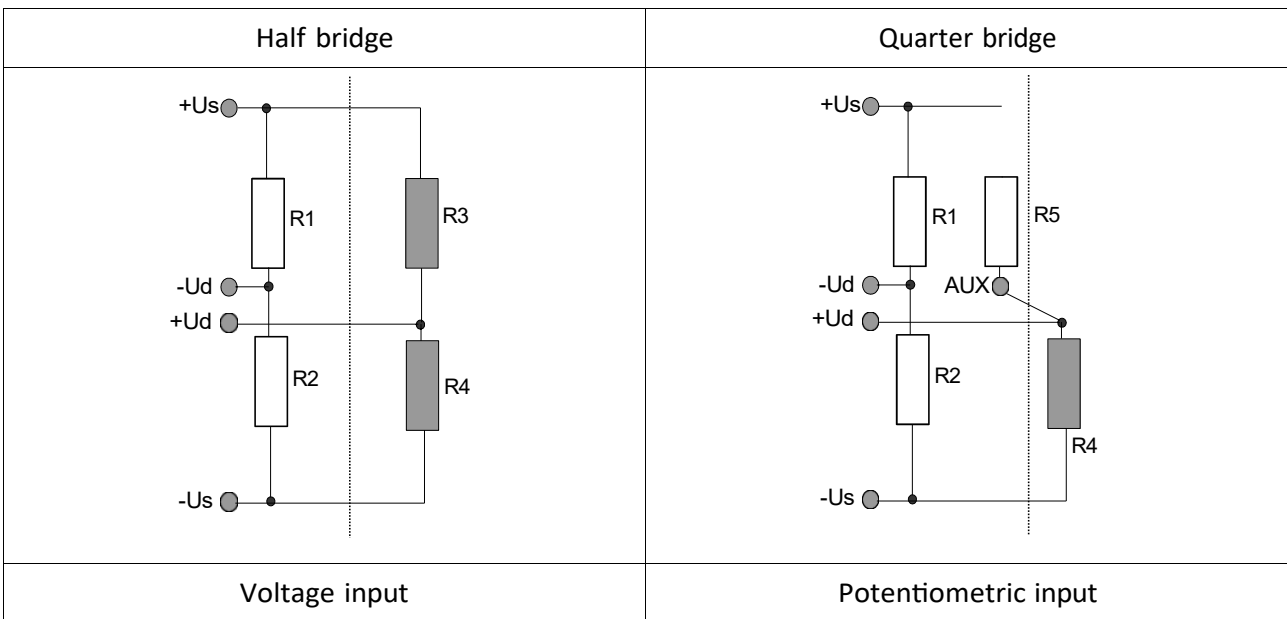 Half bridge
Quarter bridge
+Us
R1
R3
-Ud
+Ud
R2
R4
-Us
+Us
R1
R5
-Ud
AUX
+Ud
R2
R4
-Us
Voltage input
Potentiometric input